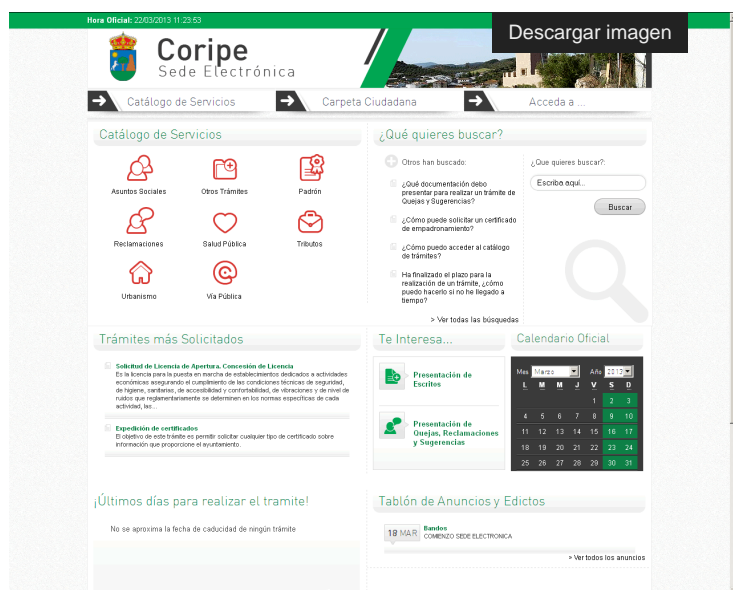 Hora Oficial: 22/03/2013 11:23:53
Descargar imagen
Coripe
Sede Electrónica
Catálogo de Servicios
Carpeta Ciudadana
Acceda a ...
Catálogo de Servicios
Asuntos Sociales
Otros Trámites
Padrón
Reclamaciones
Salud Pública
Tributos
Urbanismo
Vía Pública
¿Qué quieres buscar?
Otros han buscado:
¿Qué documentación debo
presentar para realizar un trámite de
Quejas y Sugerencias?
¿Cómo puede solicitar un certificado
de empadronamiento?
¿Cómo puedo acceder al catálogo
de trámites?
Ha finalizado el plazo para la
realización de un trámite, ¿cómo
puedo hacerlo si no he llegado a
tiempo?
> Ver todas las búsquedas
¿Que quieres buscar?:
Escriba aquí...
Buscar
Trámites más Solicitados
Solicitud de Licencia de Apertura. Concesión de Licencia
Es la licencia para la puesta en marcha de establecimientos dedicados a actividades
económicas asegurando el cumplimiento de las condiciones técnicas de seguridad,
de higiene, sanitarias, de accesibilidad y confortabilidad, de vibraciones y de nivel de
ruidos que reglamentariamente se determinen en los normas específicas de cada
actividad, las...
Expedición de certificados
El objetivo de este trámite es permitir solicitar cualquier tipo de certificado sobre
información que proporcione el ayuntamiento.
Te Interesa...
Presentación de
Escritos
Presentación de
Quejas, Reclamaciones
y Sugerencias
Calendario Oficial
Mes Marzo Año 2013
L M M J V S D
1 2 3
4 5 6 7 8 9 10
11 12 13 14 15 16 17
18 19 20 21 22 23 24
25 26 27 28 29 30 31
¡Últimos días para realizar el tramite!
No se aproxima la fecha de caducidad de ningún trámite
Tablón de Anuncios y Edictos
18 MAR
Bandos
COMIENZO SEDE ELECTRONICA
> Ver todos los anuncios